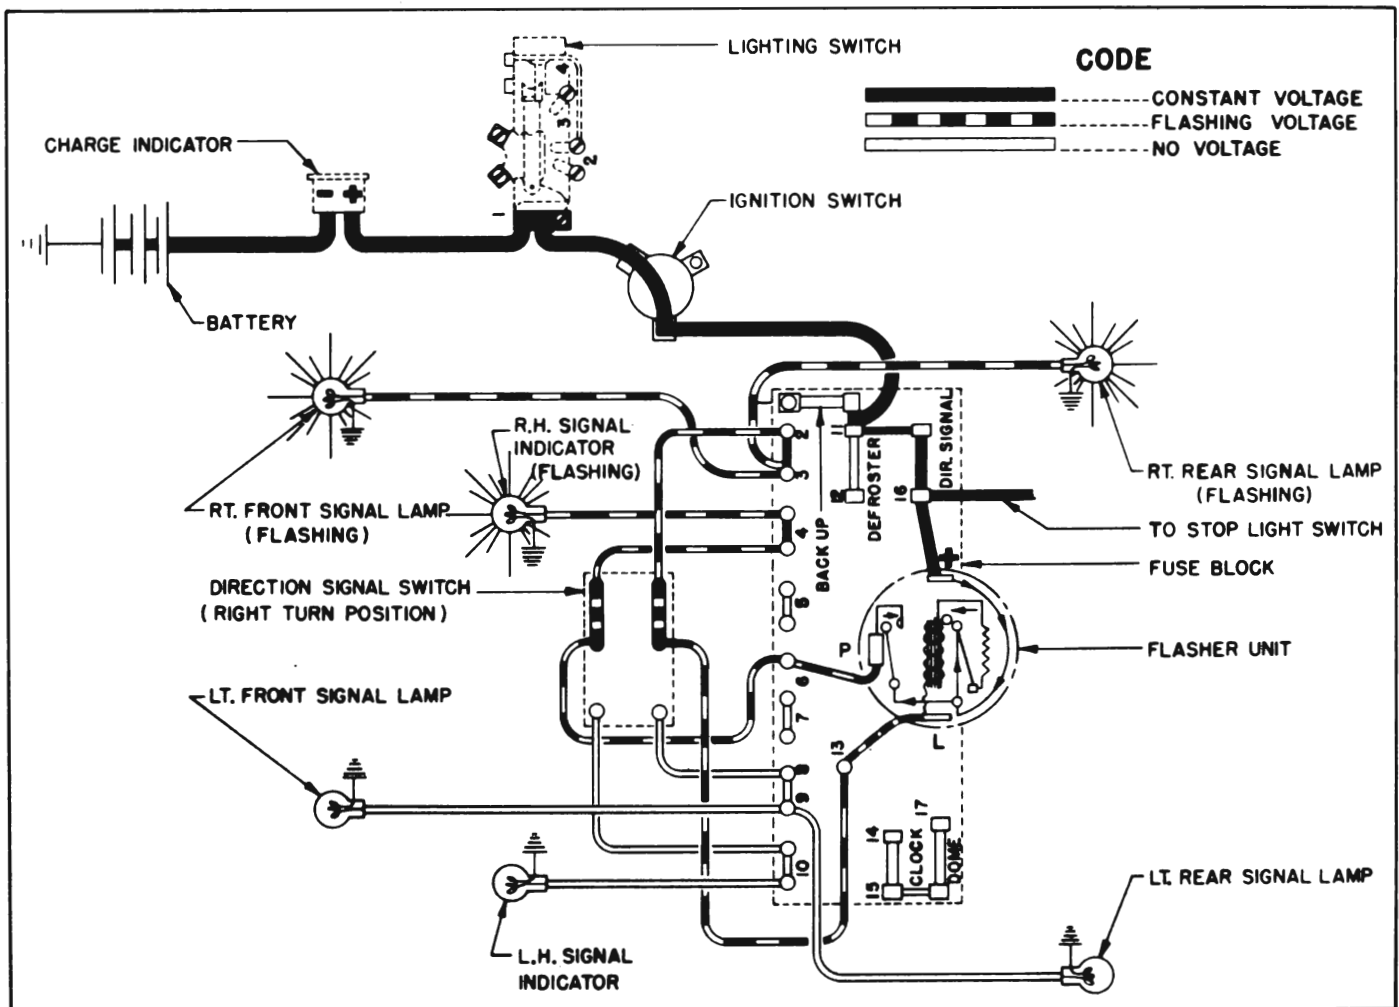 LIGHTING SWITCH
CODE
CONSTANT VOLTAGE
FLASHING VOLTAGE
NO VOLTAGE
CHARGE INDICATOR
- +
4
3
2
1
IGNITION SWITCH
BATTERY
R.H. SIGNAL
INDICATOR
(FLASHING)
RT. FRONT SIGNAL LAMP
(FLASHING)
RT. REAR SIGNAL LAMP
(FLASHING)
TO STOP LIGHT SWITCH
FUSE BLOCK
FLASHER UNIT
DIRECTION SIGNAL SWITCH
(RIGHT TURN POSITION)
2
3
4
5
6
7
8
9
10
11
12
13
14
15
16
17
BACK UP
DEFROSTER
DIR. SIGNAL
+
P
L
CLOCK
DOME
LT. FRONT SIGNAL LAMP
L.H. SIGNAL
INDICATOR
LT. REAR SIGNAL LAMP